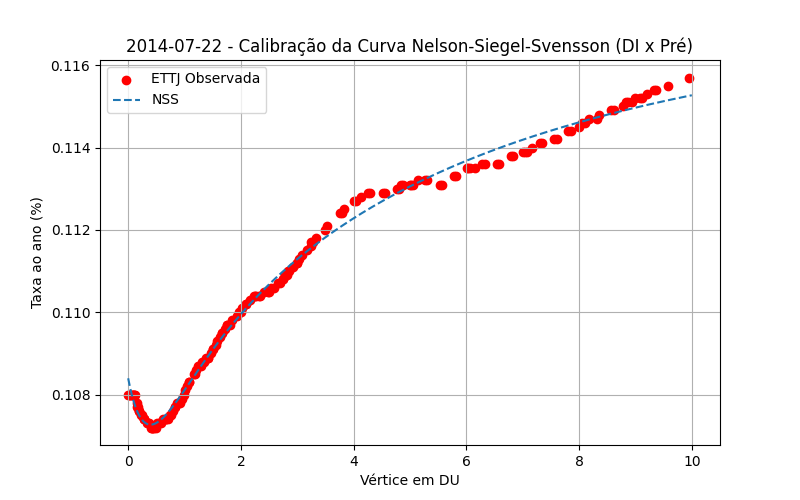 2014-07-22 - Calibração da Curva Nelson-Siegel-Svensson (DI x Pré)
ETTJ Observada
NSS
Taxa ao ano (%)
0.116
0.114
0.112
0.110
0.108
0 2 4 6 8 10
Vértice em DU